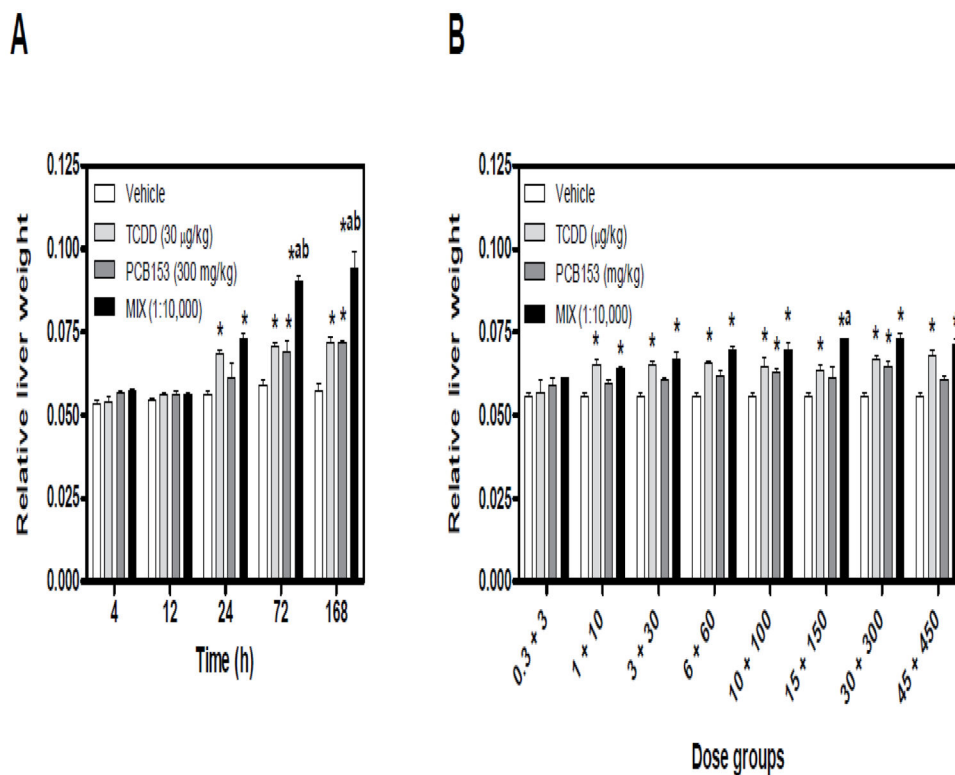 A
B
Relative liver weight
0.125
0.100
0.075
0.050
0.025
0.000
Vehicle
TCDD (30 µg/kg)
PCB153 (300 mg/kg)
MIX (1:10,000)
* * * * *ab * * *ab
4 12 24 72 168
Time (h)
Relative liver weight
0.125
0.100
0.075
0.050
0.025
0.000
Vehicle
TCDD (µg/kg)
PCB153 (mg/kg)
MIX (1:10,000)
* * * * * * * * * * *a * * * * *
0.3 + 3
1 + 10
3 + 30
6 + 60
10 + 100
15 + 150
30 + 300
45 + 450
Dose groups